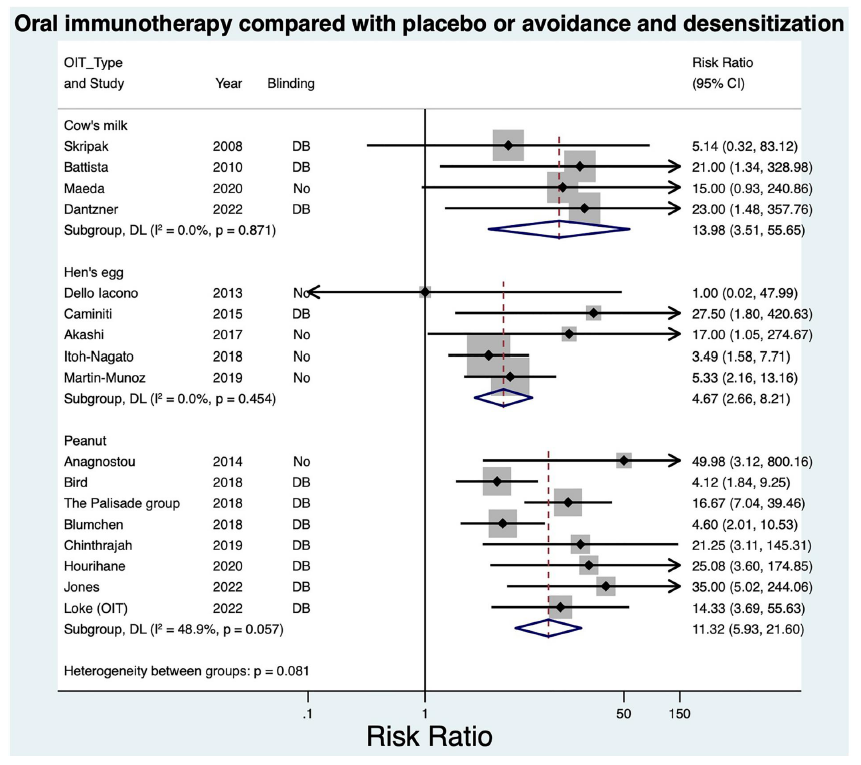 Oral immunotherapy compared with placebo or avoidance and desensitization
OIT_Type Risk Ratio
and Study Year Blinding (95% CI)
Cow's milk
Skripak 2008 DB 5.14 (0.32, 83.12)
Battista 2010 DB 21.00 (1.34, 328.98)
Maeda 2020 No 15.00 (0.93, 240.86)
Dantzner 2022 DB 23.00 (1.48, 357.76)
Subgroup, DL (I² = 0.0%, p = 0.871) 13.98 (3.51, 55.65)
Hen's egg
Dello Iacono 2013 No 1.00 (0.02, 47.99)
Caminiti 2015 DB 27.50 (1.80, 420.63)
Akashi 2017 No 17.00 (1.05, 274.67)
Itoh-Nagato 2018 No 3.49 (1.58, 7.71)
Martin-Munoz 2019 No 5.33 (2.16, 13.16)
Subgroup, DL (I² = 0.0%, p = 0.454) 4.67 (2.66, 8.21)
Peanut
Anagnostou 2014 No 49.98 (3.12, 800.16)
Bird 2018 DB 4.12 (1.84, 9.25)
The Palisade group 2018 DB 16.67 (7.04, 39.46)
Blumchen 2018 DB 4.60 (2.01, 10.53)
Chinthrajah 2019 DB 21.25 (3.11, 145.31)
Hourihane 2020 DB 25.08 (3.60, 174.85)
Jones 2022 DB 35.00 (5.02, 244.06)
Loke (OIT) 2022 DB 14.33 (3.69, 55.63)
Subgroup, DL (I² = 48.9%, p = 0.057) 11.32 (5.93, 21.60)
Heterogeneity between groups: p = 0.081
.1 1 50 150
Risk Ratio